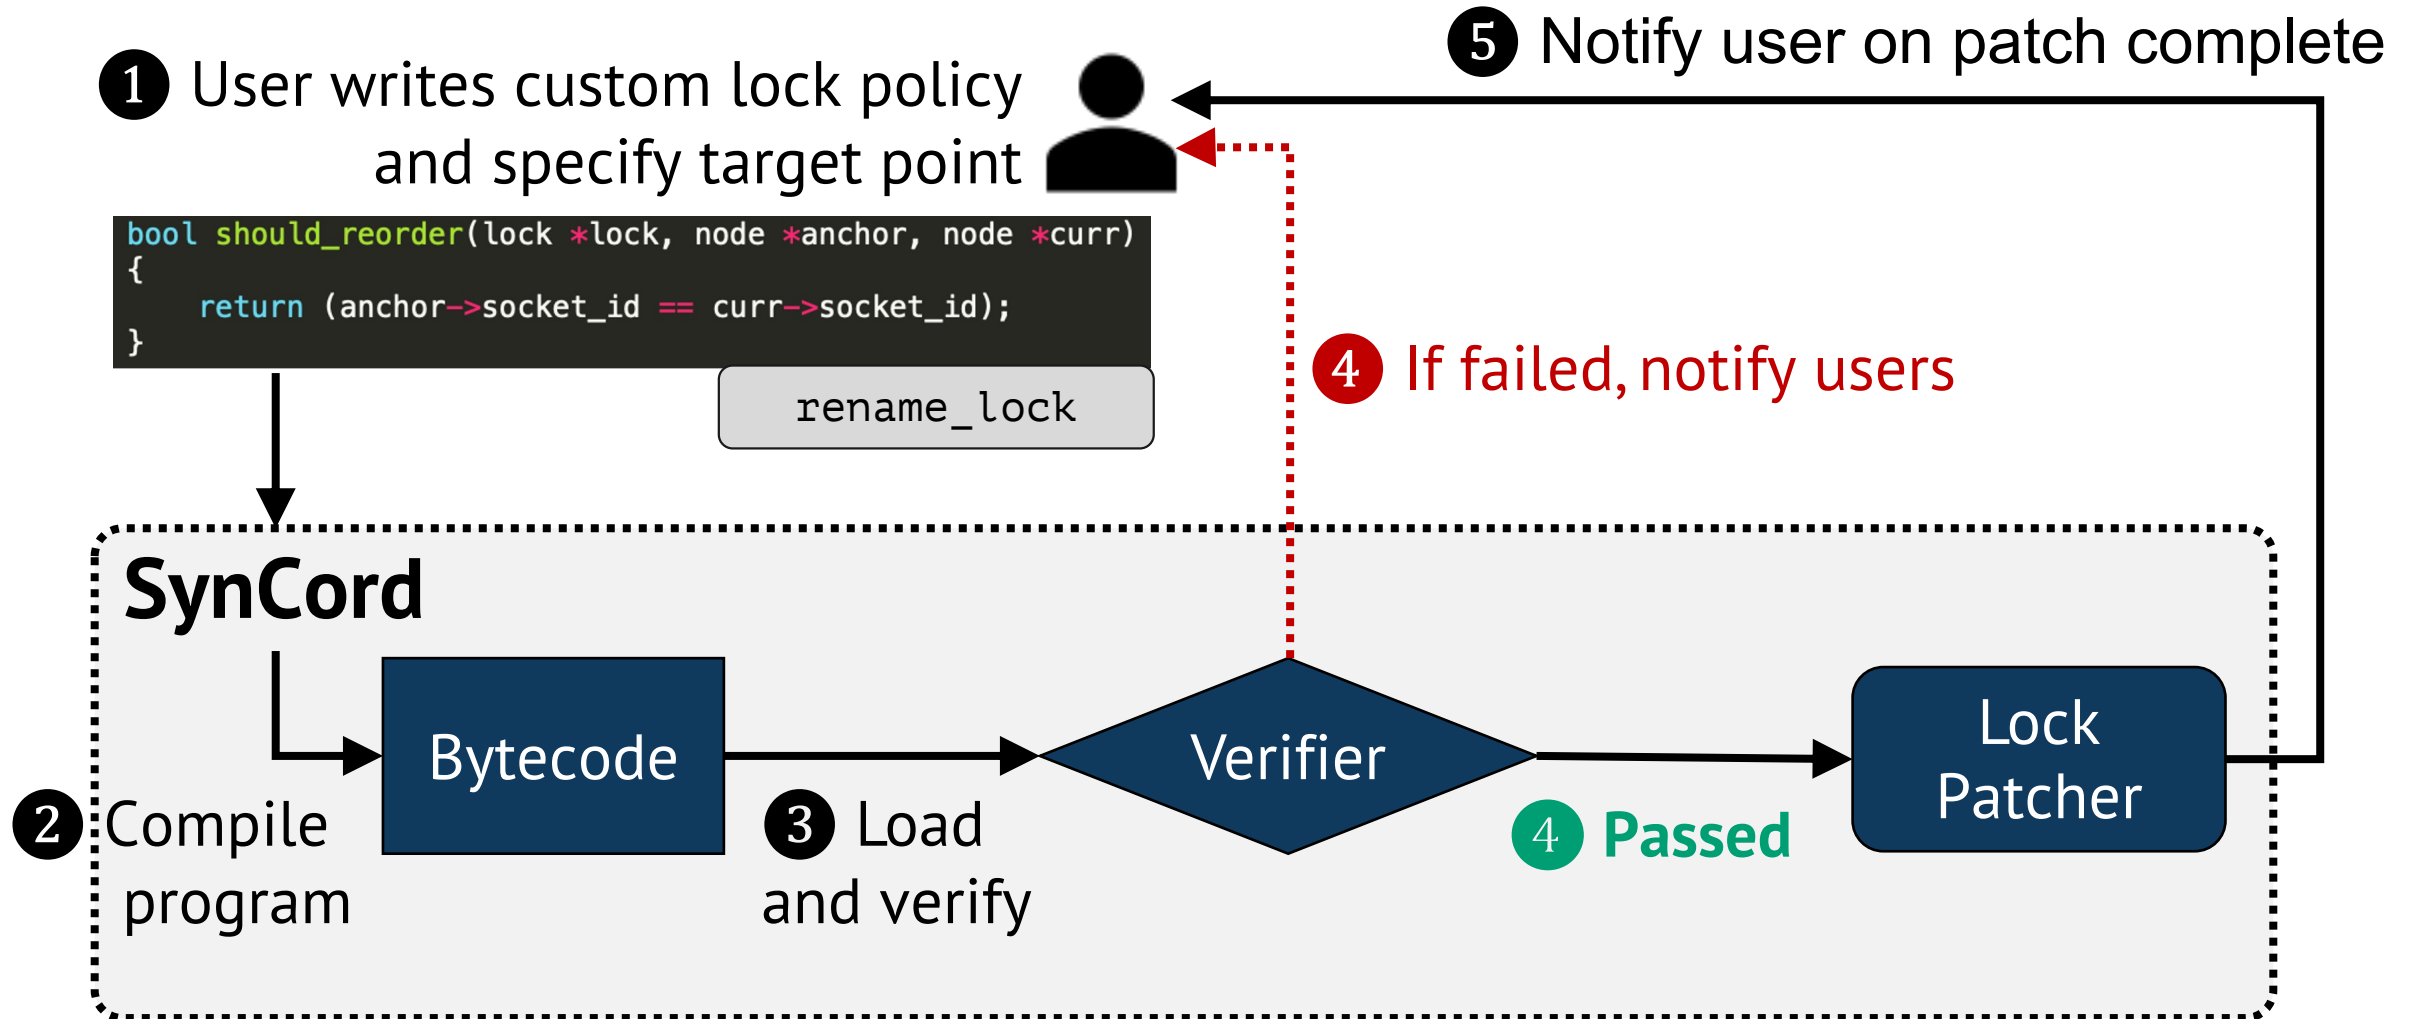 5 Notify user on patch complete
1 User writes custom lock policy
and specify target point
bool should_reorder(lock *lock, node *anchor, node *curr)
{
    return (anchor->socket_id == curr->socket_id);
}
rename_lock
4 If failed, notify users
SynCord
Bytecode
Verifier
Lock
Patcher
2 Compile
program
3 Load
and verify
4 Passed